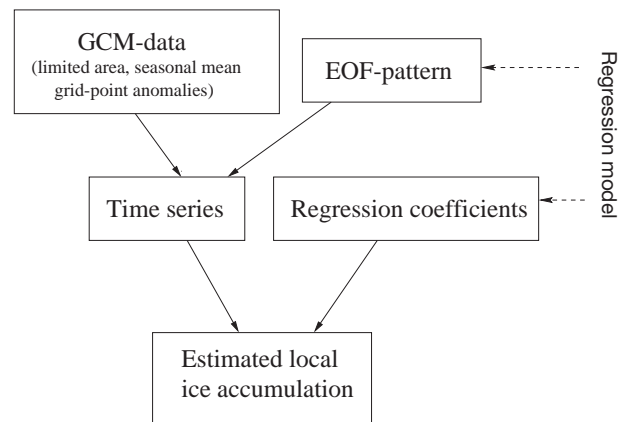 GCM-data
(limited area, seasonal mean
grid-point anomalies)
EOF-pattern
Regression model
Time series
Regression coefficients
Estimated local
ice accumulation